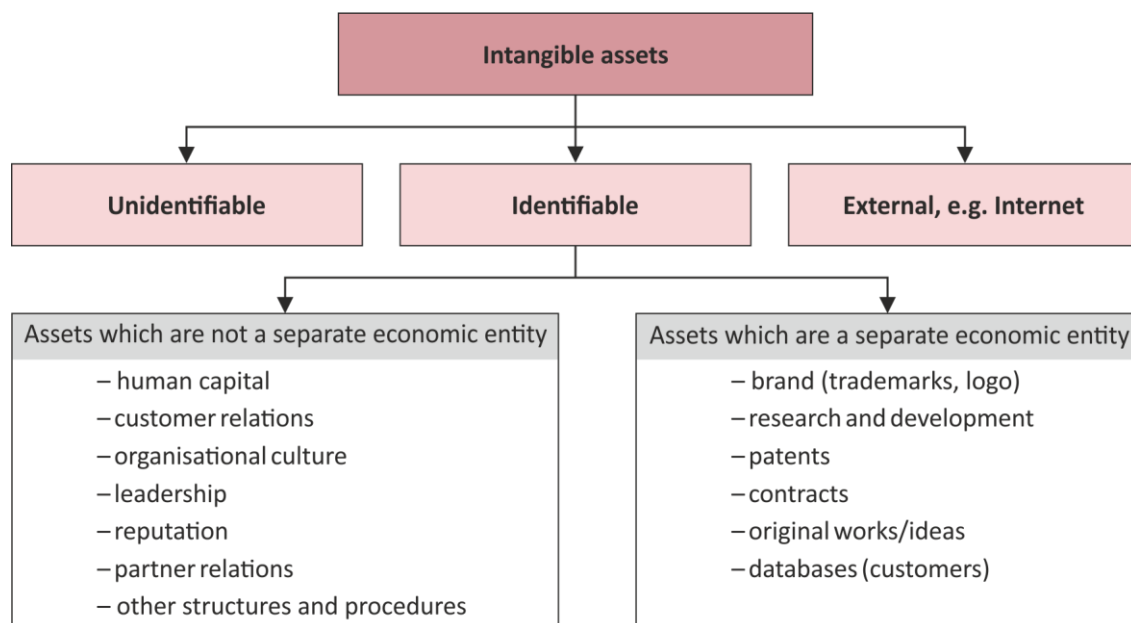 Intangible assets
Unidentifiable
Identifiable
External, e.g. Internet
Assets which are not a separate economic entity
– human capital
– customer relations
– organisational culture
– leadership
– reputation
– partner relations
– other structures and procedures
Assets which are a separate economic entity
– brand (trademarks, logo)
– research and development
– patents
– contracts
– original works/ideas
– databases (customers)